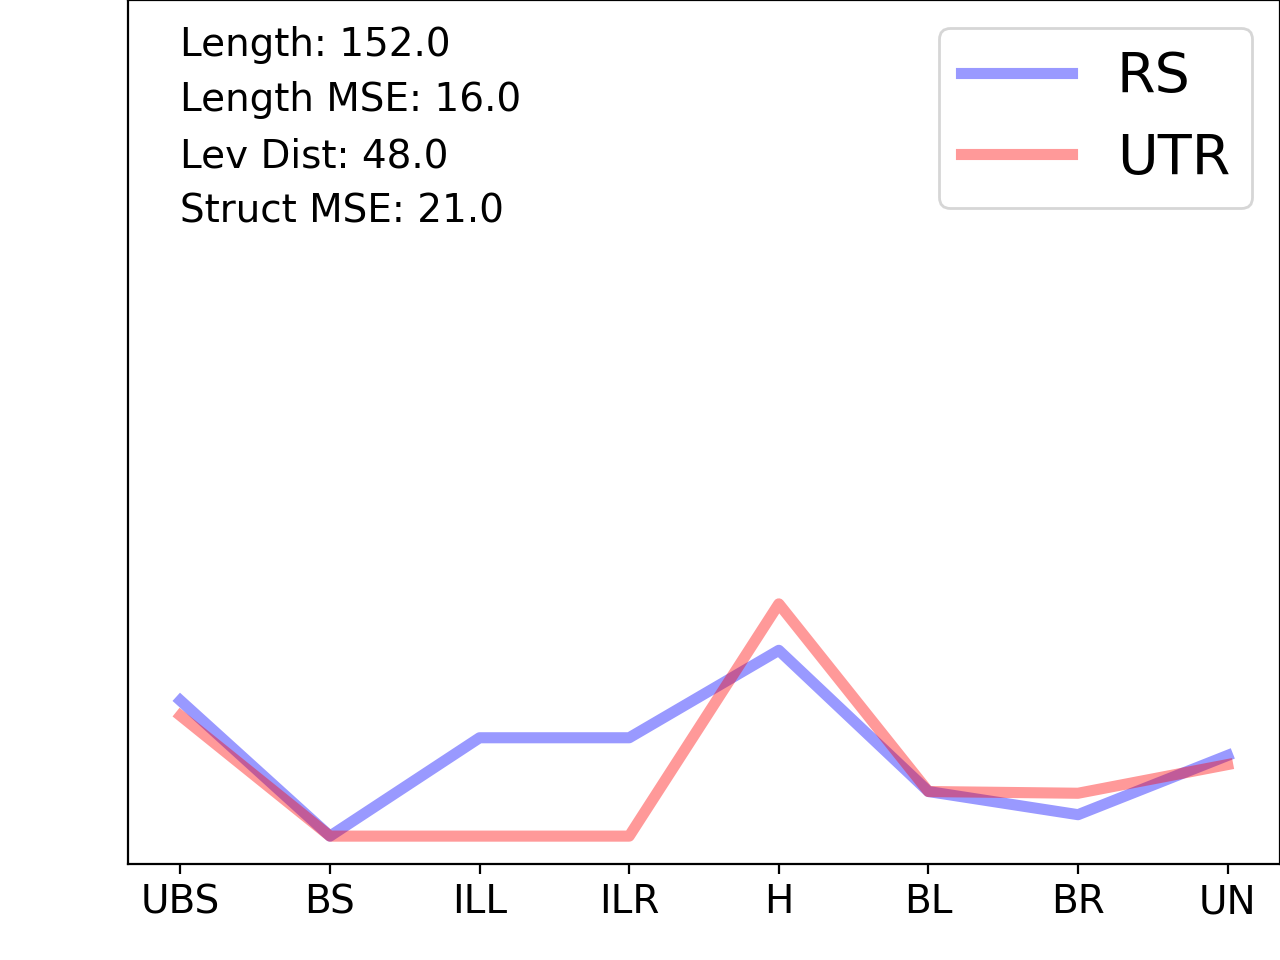 Length: 152.0
Length MSE: 16.0
Lev Dist: 48.0
Struct MSE: 21.0
RS
UTR
UBS BS ILL ILR H BL BR UN